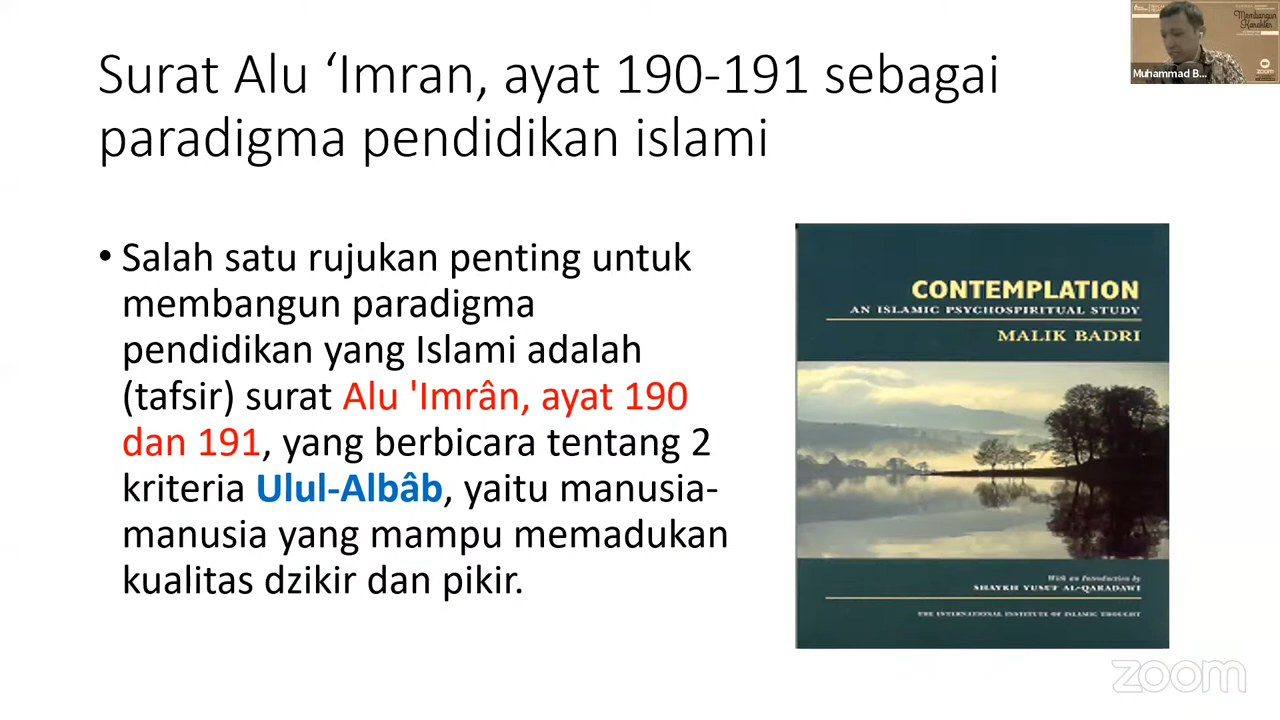 Surat Alu ‘Imran, ayat 190-191 sebagai
paradigma pendidikan islami
• Salah satu rujukan penting untuk
membangun paradigma
pendidikan yang Islami adalah
(tafsir) surat Alu 'Imrân, ayat 190
dan 191, yang berbicara tentang 2
kriteria Ulul-Albâb, yaitu manusia-
manusia yang mampu memadukan
kualitas dzikir dan pikir.
CONTEMPLATION
AN ISLAMIC PSYCHOSPIRITUAL STUDY
MALIK BADRI
With an Introduction by
SHAYKH YUSUF AL-QARADAWI
THE INTERNATIONAL INSTITUTE OF ISLAMIC THOUGHT
Membangun
Karakter
zoom
Muhammad B...
zoom